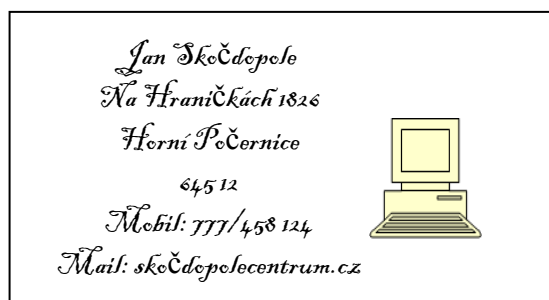 Jan Skočdopole
Na Hraničkách 1826
Horní Počernice
645 12
Mobil: 777/458 124
Mail: skočdopolecentrum.cz